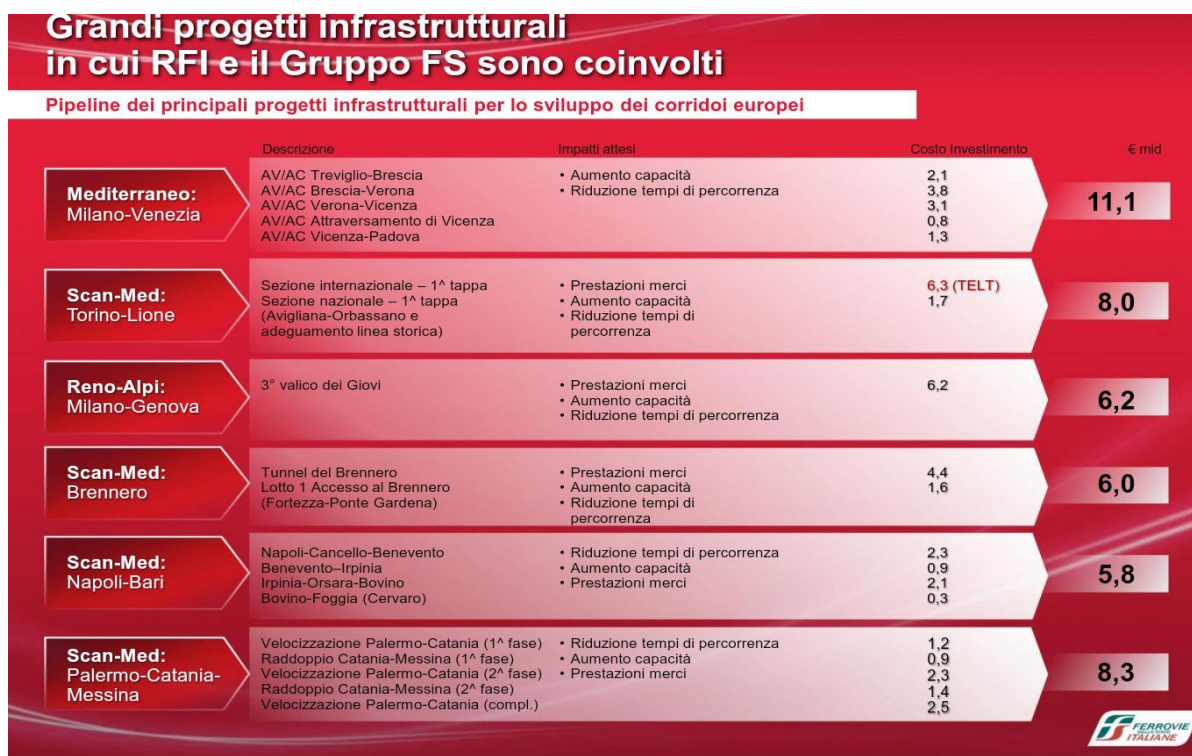 Grandi progetti infrastrutturali
in cui RFI e il Gruppo FS sono coinvolti
Pipeline dei principali progetti infrastrutturali per lo sviluppo dei corridoi europei
Descrizione Impatti attesi Costo Investimento € mld
Mediterraneo:
Milano-Venezia
AV/AC Treviglio-Brescia
AV/AC Brescia-Verona
AV/AC Verona-Vicenza
AV/AC Attraversamento di Vicenza
AV/AC Vicenza-Padova
• Aumento capacità
• Riduzione tempi di percorrenza
2,1
3,8
3,1
0,8
1,3
11,1
Scan-Med:
Torino-Lione
Sezione internazionale – 1^ tappa
Sezione nazionale – 1^ tappa
(Avigliana-Orbassano e
adeguamento linea storica)
• Prestazioni merci
• Aumento capacità
• Riduzione tempi di
percorrenza
6,3 (TELT)
1,7
8,0
Reno-Alpi:
Milano-Genova
3° valico dei Giovi
• Prestazioni merci
• Aumento capacità
• Riduzione tempi di percorrenza
6,2
6,2
Scan-Med:
Brennero
Tunnel del Brennero
Lotto 1 Accesso al Brennero
(Fortezza-Ponte Gardena)
• Prestazioni merci
• Aumento capacità
• Riduzione tempi di
percorrenza
4,4
1,6
6,0
Scan-Med:
Napoli-Bari
Napoli-Cancello-Benevento
Benevento–Irpinia
Irpinia-Orsara-Bovino
Bovino-Foggia (Cervaro)
• Riduzione tempi di percorrenza
• Aumento capacità
• Prestazioni merci
2,3
0,9
2,1
0,3
5,8
Scan-Med:
Palermo-Catania-
Messina
Velocizzazione Palermo-Catania (1^ fase)
Raddoppio Catania-Messina (1^ fase)
Velocizzazione Palermo-Catania (2^ fase)
Raddoppio Catania-Messina (2^ fase)
Velocizzazione Palermo-Catania (compl.)
• Riduzione tempi di percorrenza
• Aumento capacità
• Prestazioni merci
1,2
0,9
2,3
1,4
2,5
8,3
FERROVIE
DELLO STATO
ITALIANE